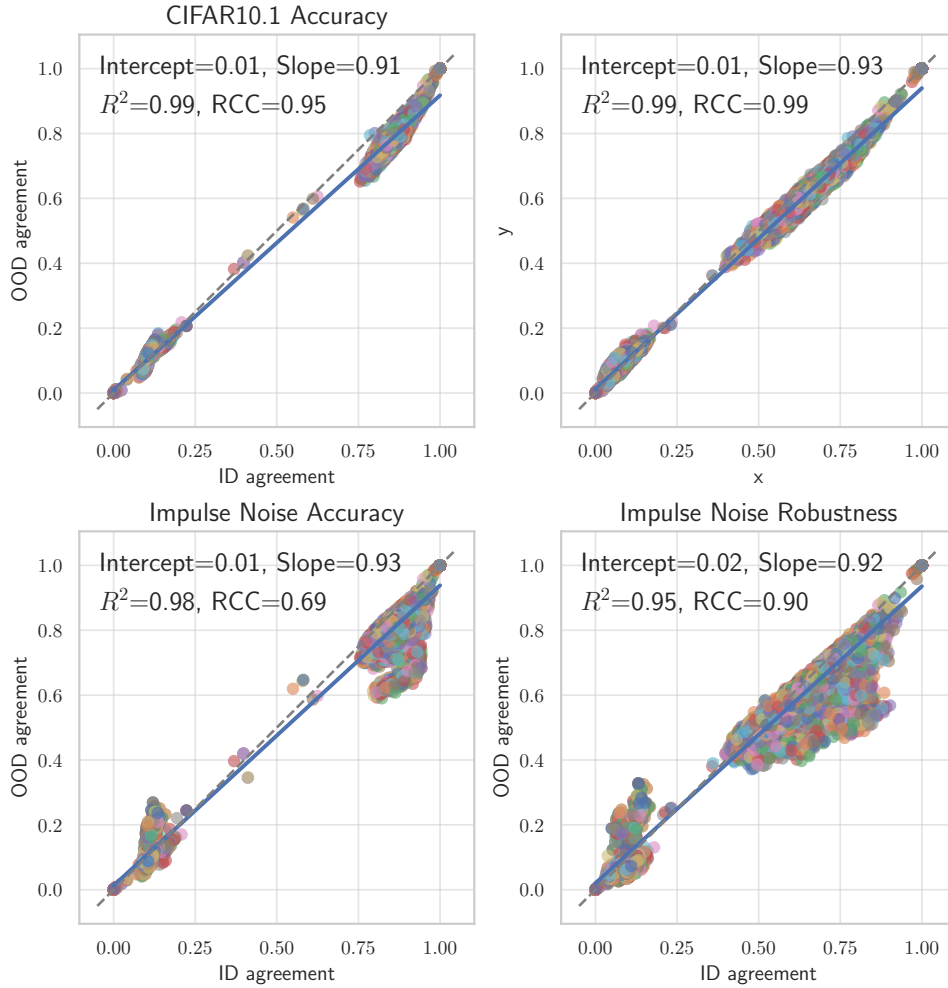 CIFAR10.1 Accuracy
Intercept=0.01, Slope=0.91
R²=0.99, RCC=0.95
1.0
0.8
0.6
0.4
0.2
0.0
OOD agreement
0.00 0.25 0.50 0.75 1.00
ID agreement
Intercept=0.01, Slope=0.93
R²=0.99, RCC=0.99
1.0
0.8
0.6
0.4
0.2
0.0
y
0.00 0.25 0.50 0.75 1.00
x
Impulse Noise Accuracy
Intercept=0.01, Slope=0.93
R²=0.98, RCC=0.69
1.0
0.8
0.6
0.4
0.2
0.0
OOD agreement
0.00 0.25 0.50 0.75 1.00
ID agreement
Impulse Noise Robustness
Intercept=0.02, Slope=0.92
R²=0.95, RCC=0.90
1.0
0.8
0.6
0.4
0.2
0.0
OOD agreement
0.00 0.25 0.50 0.75 1.00
ID agreement